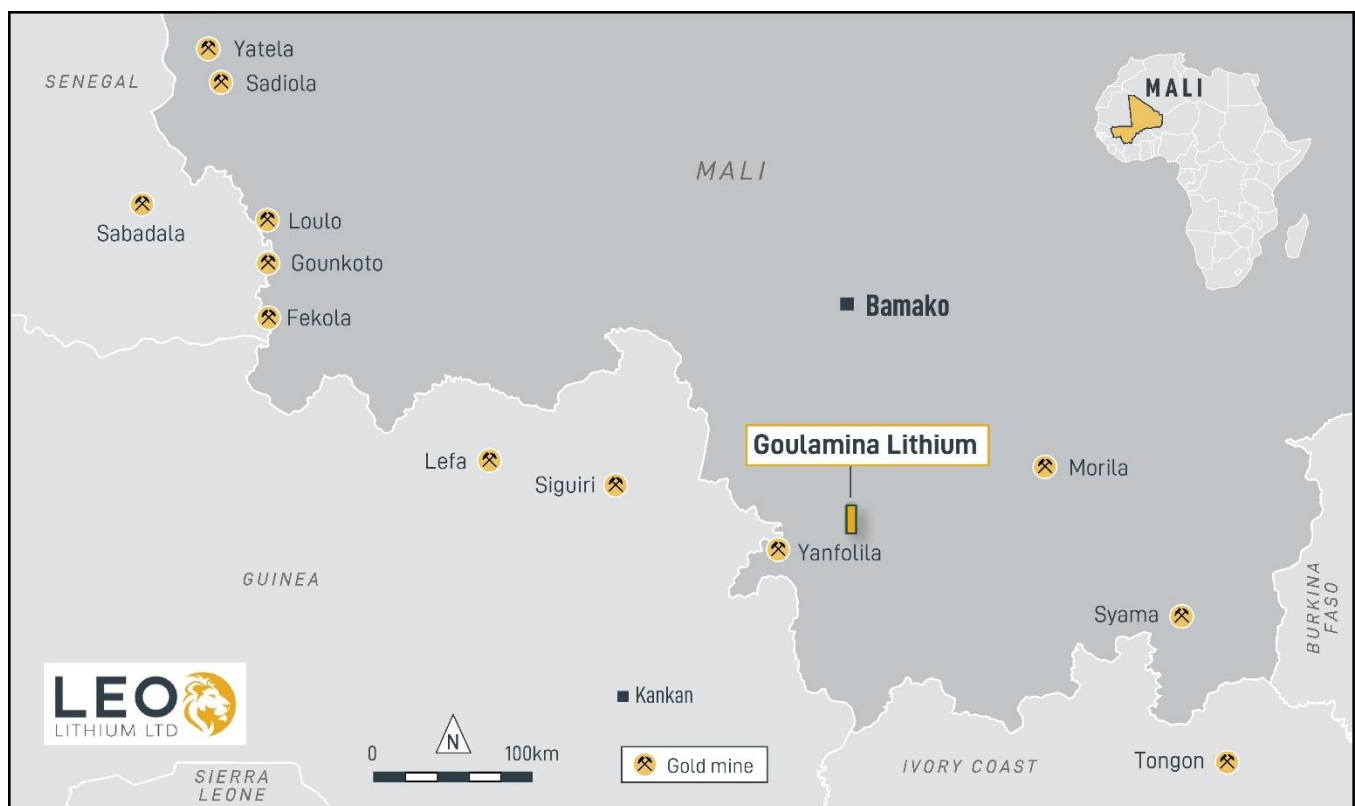 Yatela
SENEGAL
Sadiola
MALI
MALI
Sabadala
Loulo
Gounkoto
Bamako
Fekola
Goulamina Lithium
Lefa
Morila
Siguiri
Yanfolila
GUINEA
BURKINA
FASO
Syama
LEO
LITHIUM LTD
Kankan
N
0 100km
Gold mine
IVORY COAST
Tongon
SIERRA
LEONE